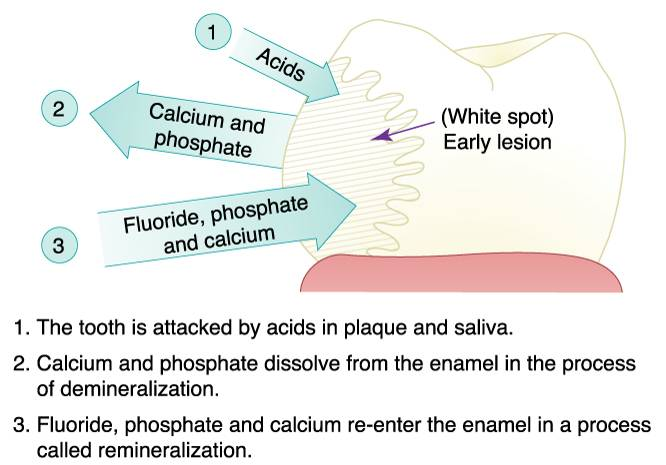 1
Acids
2
Calcium and
phosphate
(White spot)
Early lesion
3
Fluoride, phosphate
and calcium
1. The tooth is attacked by acids in plaque and saliva.
2. Calcium and phosphate dissolve from the enamel in the process
of demineralization.
3. Fluoride, phosphate and calcium re-enter the enamel in a process
called remineralization.